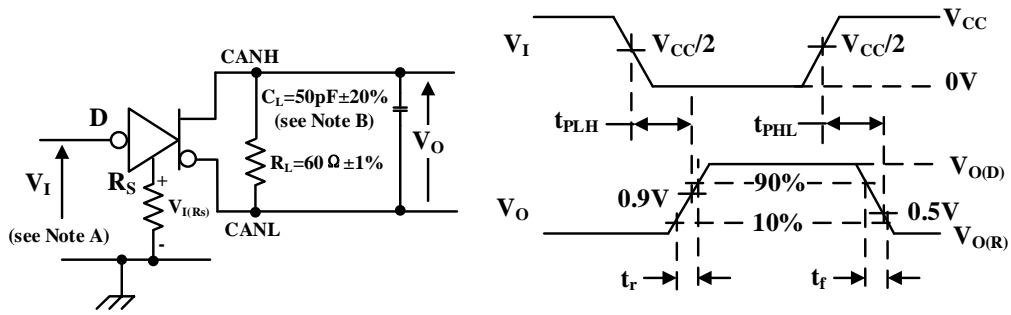 CANH
C_L=50pF±20%
(see Note B)
D
V_O
R_L=60Ω±1%
V_I
R_S
+
V_I(Rs)
-
(see Note A)
CANL
V_I
V_CC/2
V_CC/2
V_CC
0V
t_PLH
t_PHL
V_O
0.9V
90%
10%
0.5V
V_O(D)
V_O(R)
t_r
t_f